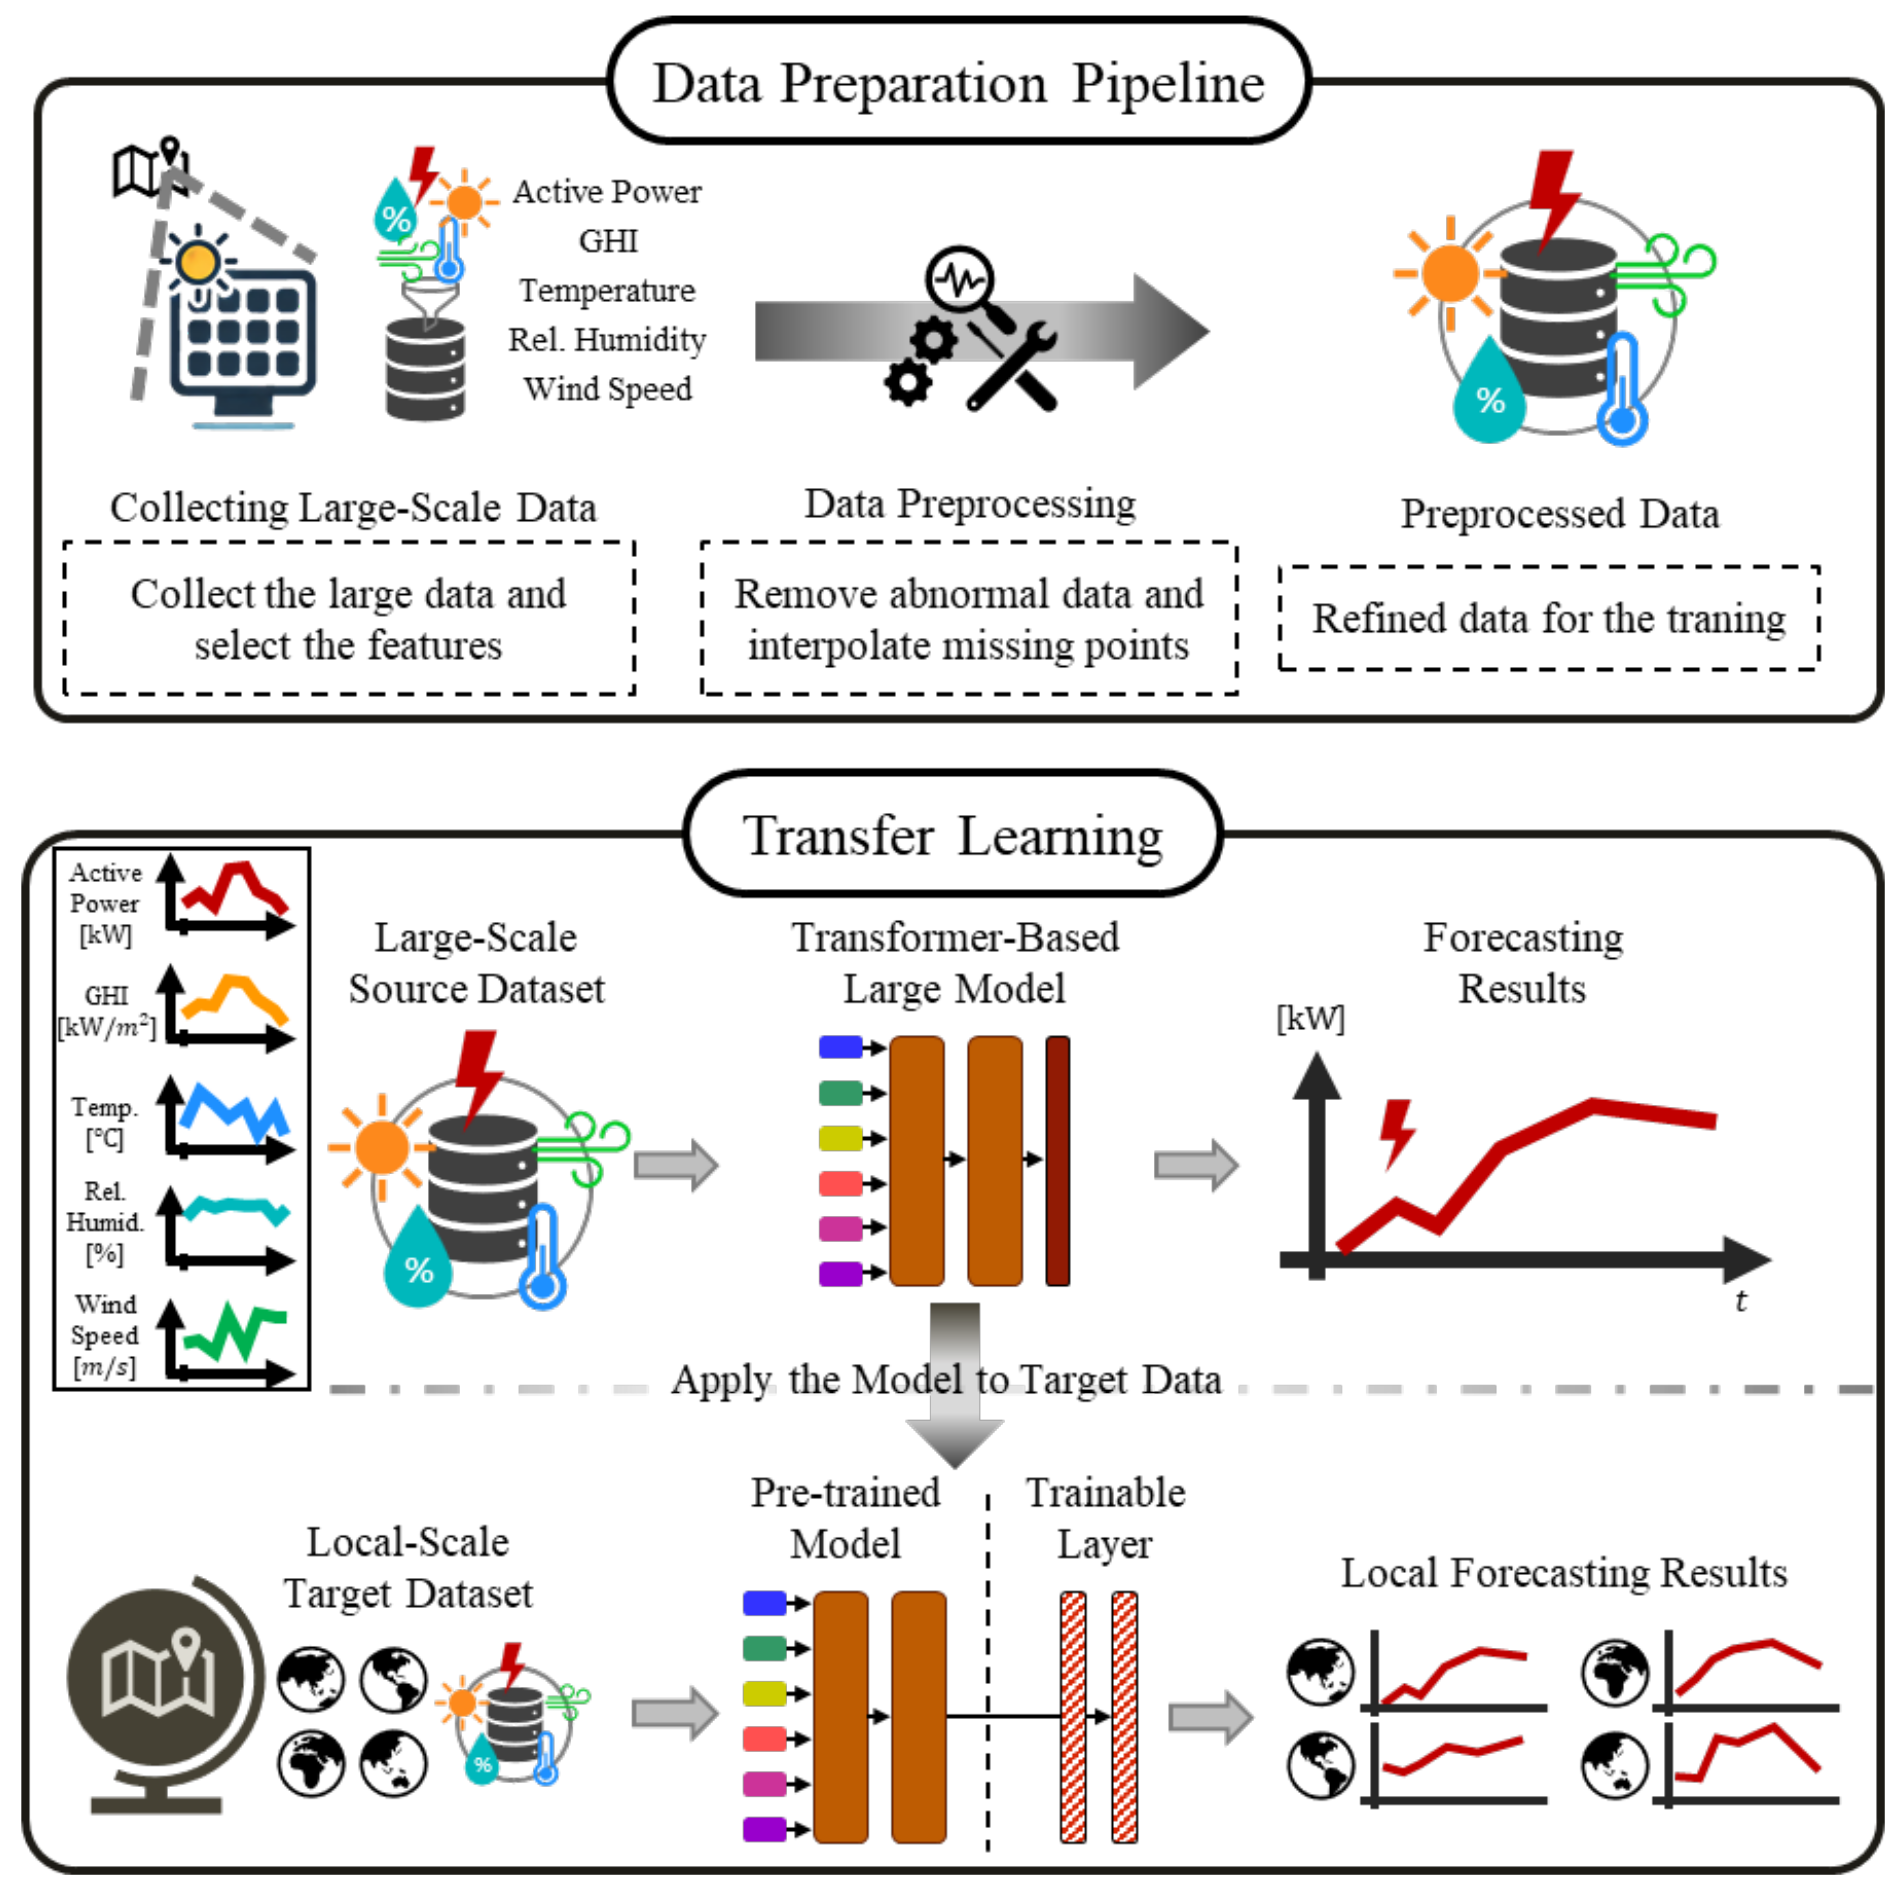 Data Preparation Pipeline
%
Active Power
GHI
Temperature
Rel. Humidity
Wind Speed
%
Collecting Large-Scale Data
Collect the large data and
select the features
Data Preprocessing
Remove abnormal data and
interpolate missing points
Preprocessed Data
Refined data for the traning
Transfer Learning
Active
Power
[kW]
GHI
[kW/m²]
Temp.
[°C]
Rel.
Humid.
[%]
Wind
Speed
[m/s]
Large-Scale
Source Dataset
%
Transformer-Based
Large Model
Forecasting
Results
[kW]
t
Apply the Model to Target Data
Local-Scale
Target Dataset
%
Pre-trained
Model
Trainable
Layer
Local Forecasting Results